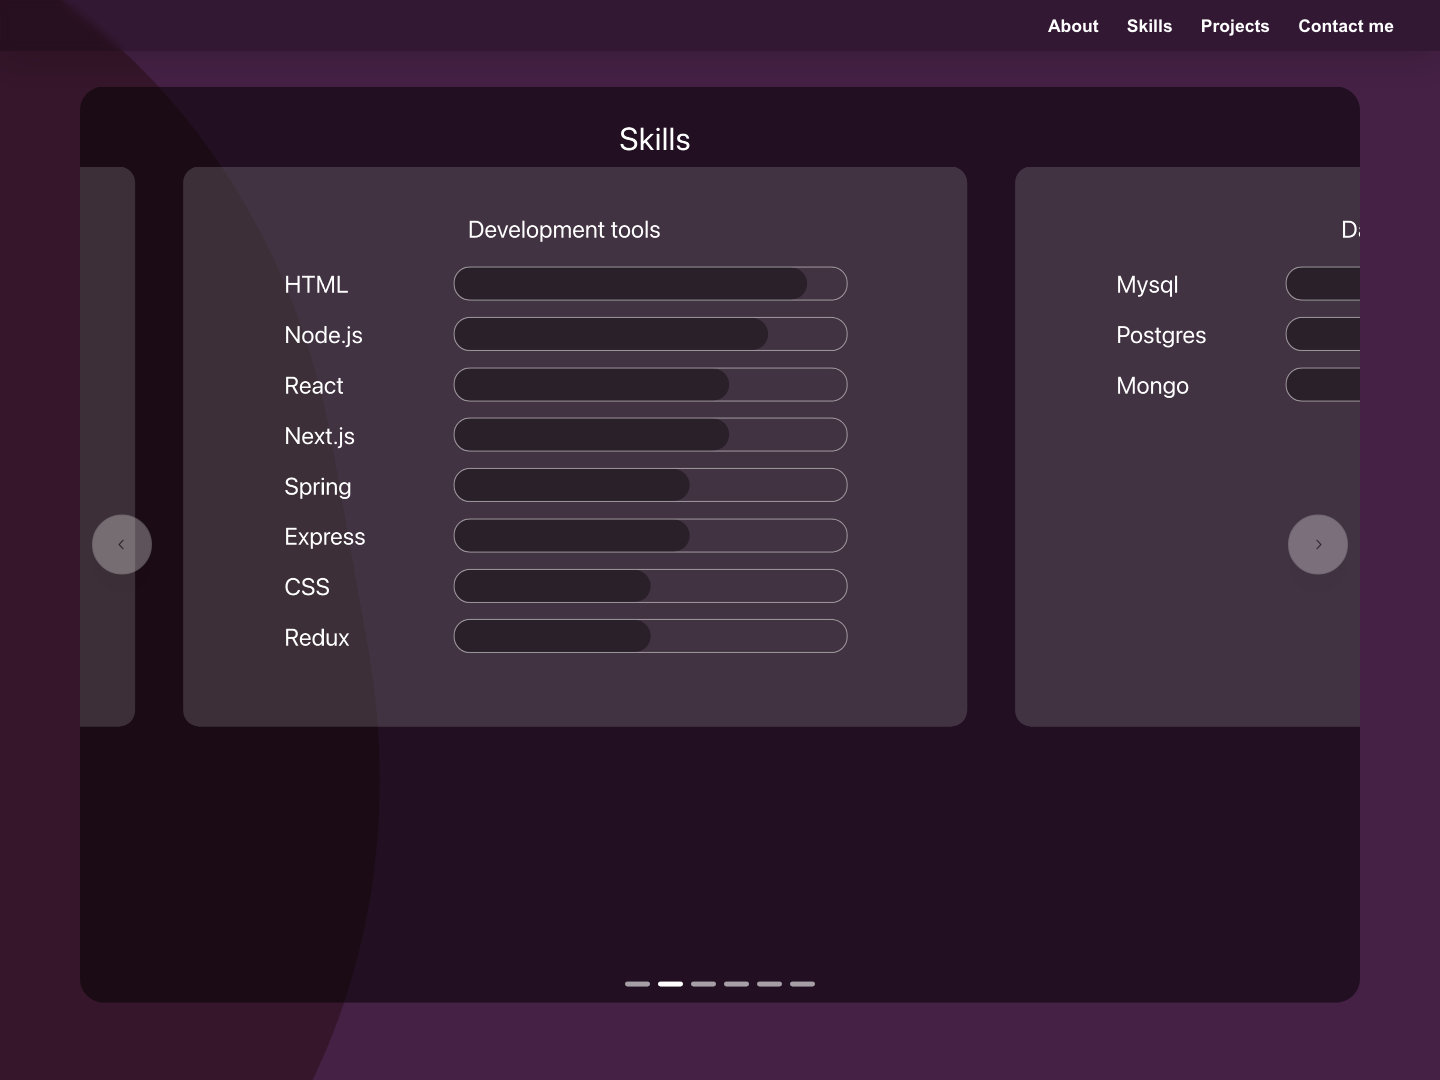 About Skills Projects Contact me
Skills
Development tools
HTML
Node.js
React
Next.js
Spring
Express
CSS
Redux
Mysql
Postgres
Mongo